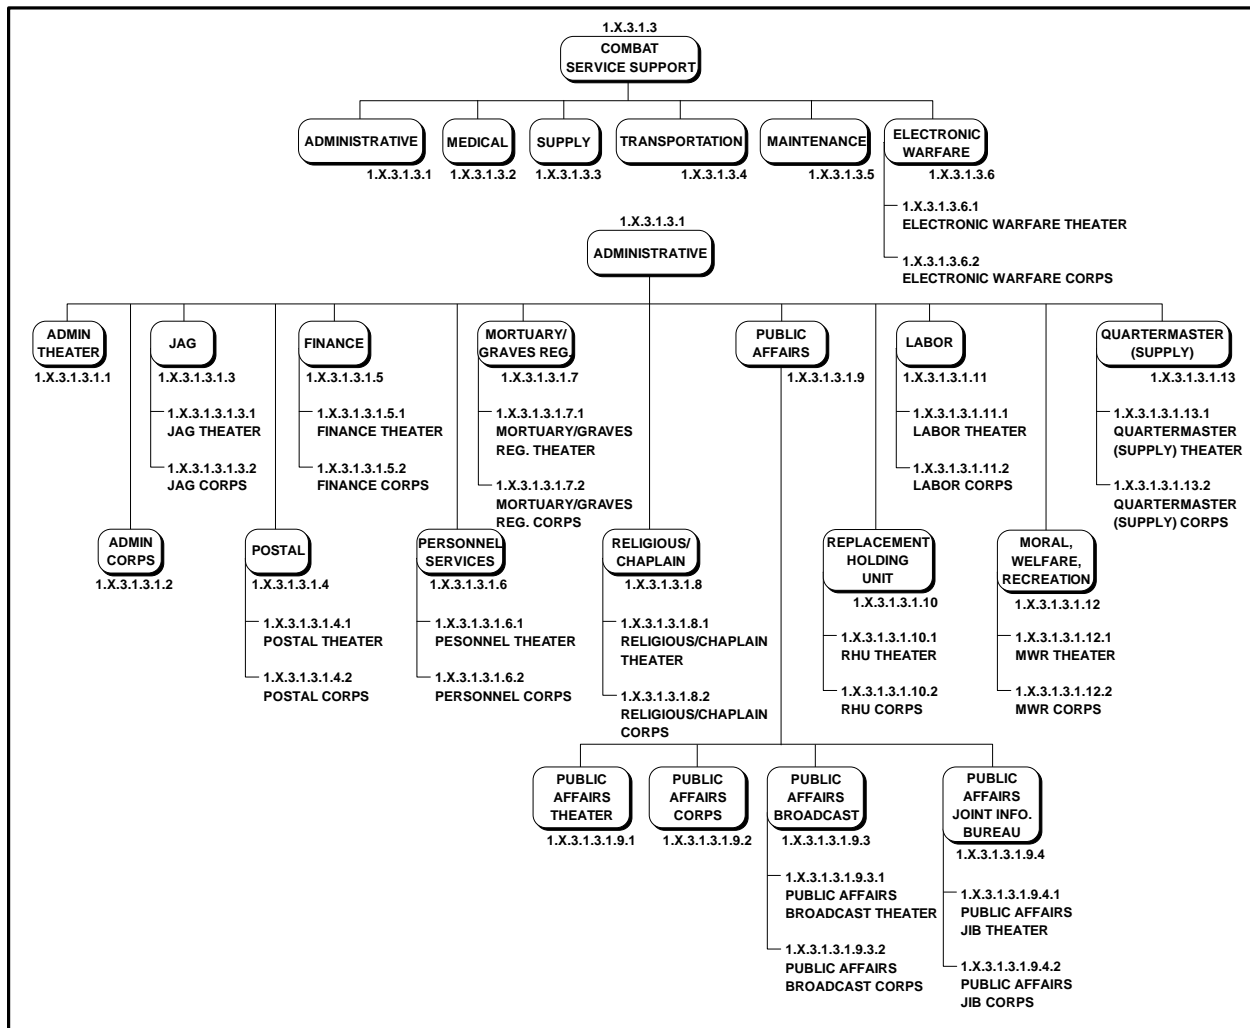 1.X.3.1.3
COMBAT
SERVICE SUPPORT
ADMINISTRATIVE
1.X.3.1.3.1
MEDICAL
1.X.3.1.3.2
SUPPLY
1.X.3.1.3.3
TRANSPORTATION
1.X.3.1.3.4
MAINTENANCE
1.X.3.1.3.5
ELECTRONIC
WARFARE
1.X.3.1.3.6
1.X.3.1.3.6.1
ELECTRONIC WARFARE THEATER
1.X.3.1.3.6.2
ELECTRONIC WARFARE CORPS
1.X.3.1.3.1
ADMINISTRATIVE
ADMIN
THEATER
1.X.3.1.3.1.1
JAG
1.X.3.1.3.1.3
1.X.3.1.3.1.3.1
JAG THEATER
1.X.3.1.3.1.3.2
JAG CORPS
FINANCE
1.X.3.1.3.1.5
1.X.3.1.3.1.5.1
FINANCE THEATER
1.X.3.1.3.1.5.2
FINANCE CORPS
MORTUARY/
GRAVES REG.
1.X.3.1.3.1.7
1.X.3.1.3.1.7.1
MORTUARY/GRAVES
REG. THEATER
1.X.3.1.3.1.7.2
MORTUARY/GRAVES
REG. CORPS
PUBLIC
AFFAIRS
1.X.3.1.3.1.9
LABOR
1.X.3.1.3.1.11
1.X.3.1.3.1.11.1
LABOR THEATER
1.X.3.1.3.1.11.2
LABOR CORPS
QUARTERMASTER
(SUPPLY)
1.X.3.1.3.1.13
1.X.3.1.3.1.13.1
QUARTERMASTER
(SUPPLY) THEATER
1.X.3.1.3.1.13.2
QUARTERMASTER
(SUPPLY) CORPS
ADMIN
CORPS
1.X.3.1.3.1.2
POSTAL
1.X.3.1.3.1.4
1.X.3.1.3.1.4.1
POSTAL THEATER
1.X.3.1.3.1.4.2
POSTAL CORPS
PERSONNEL
SERVICES
1.X.3.1.3.1.6
1.X.3.1.3.1.6.1
PESONNEL THEATER
1.X.3.1.3.1.6.2
PERSONNEL CORPS
RELIGIOUS/
CHAPLAIN
1.X.3.1.3.1.8
1.X.3.1.3.1.8.1
RELIGIOUS/CHAPLAIN
THEATER
1.X.3.1.3.1.8.2
RELIGIOUS/CHAPLAIN
CORPS
REPLACEMENT
HOLDING
UNIT
1.X.3.1.3.1.10
1.X.3.1.3.1.10.1
RHU THEATER
1.X.3.1.3.1.10.2
RHU CORPS
MORAL,
WELFARE,
RECREATION
1.X.3.1.3.1.12
1.X.3.1.3.1.12.1
MWR THEATER
1.X.3.1.3.1.12.2
MWR CORPS
PUBLIC
AFFAIRS
THEATER
1.X.3.1.3.1.9.1
PUBLIC
AFFAIRS
CORPS
1.X.3.1.3.1.9.2
PUBLIC
AFFAIRS
BROADCAST
1.X.3.1.3.1.9.3
1.X.3.1.3.1.9.3.1
PUBLIC AFFAIRS
BROADCAST THEATER
1.X.3.1.3.1.9.3.2
PUBLIC AFFAIRS
BROADCAST CORPS
PUBLIC
AFFAIRS
JOINT INFO.
BUREAU
1.X.3.1.3.1.9.4
1.X.3.1.3.1.9.4.1
PUBLIC AFFAIRS
JIB THEATER
1.X.3.1.3.1.9.4.2
PUBLIC AFFAIRS
JIB CORPS